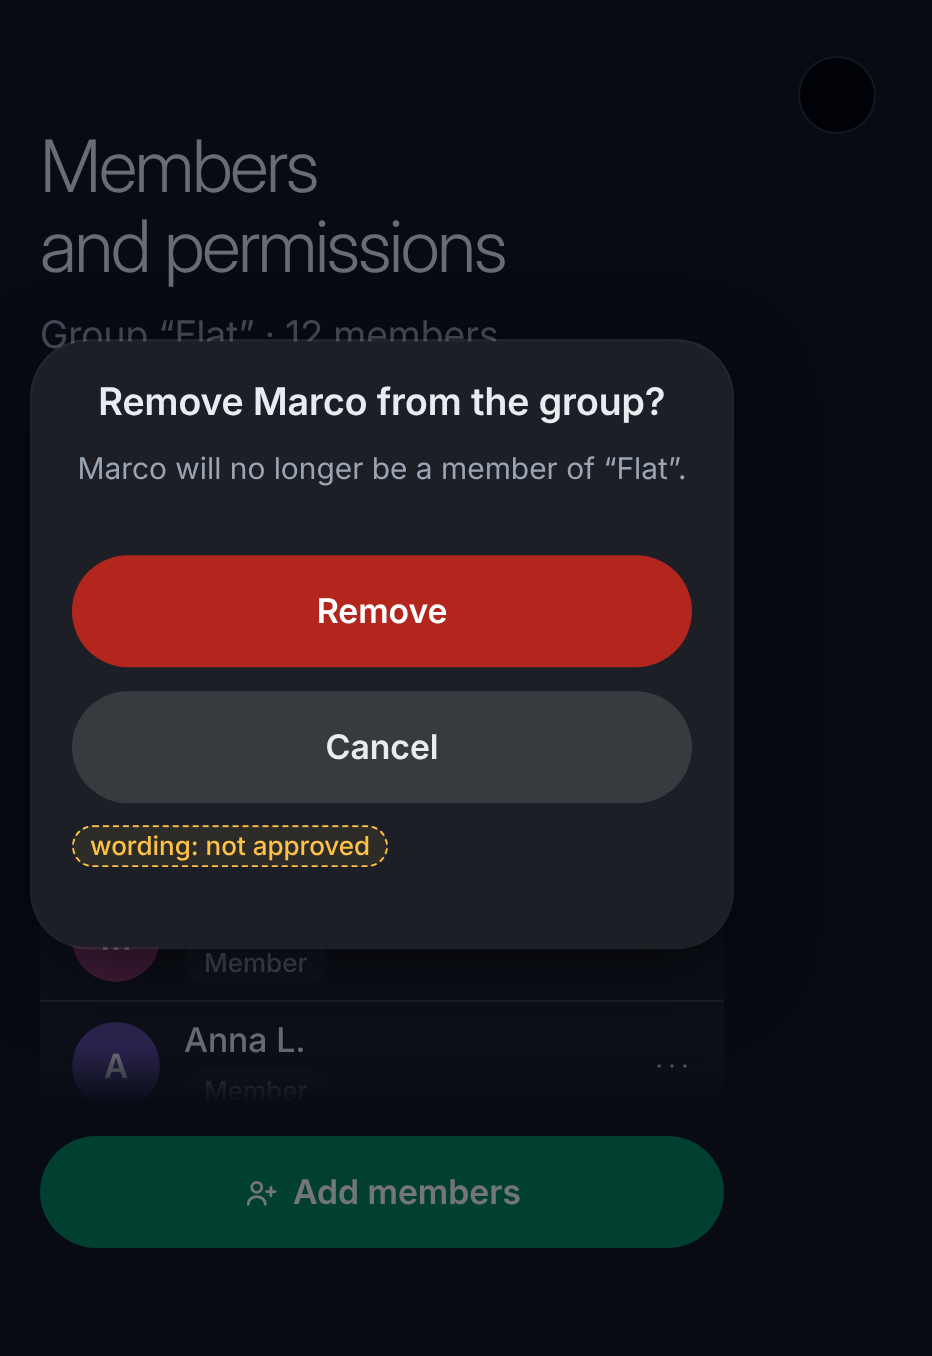 Members
and permissions
Group “Flat” · 12 members
Remove Marco from the group?
Marco will no longer be a member of “Flat”.
Remove
Cancel
wording: not approved
Member
Anna L.
A
...
Member
Add members